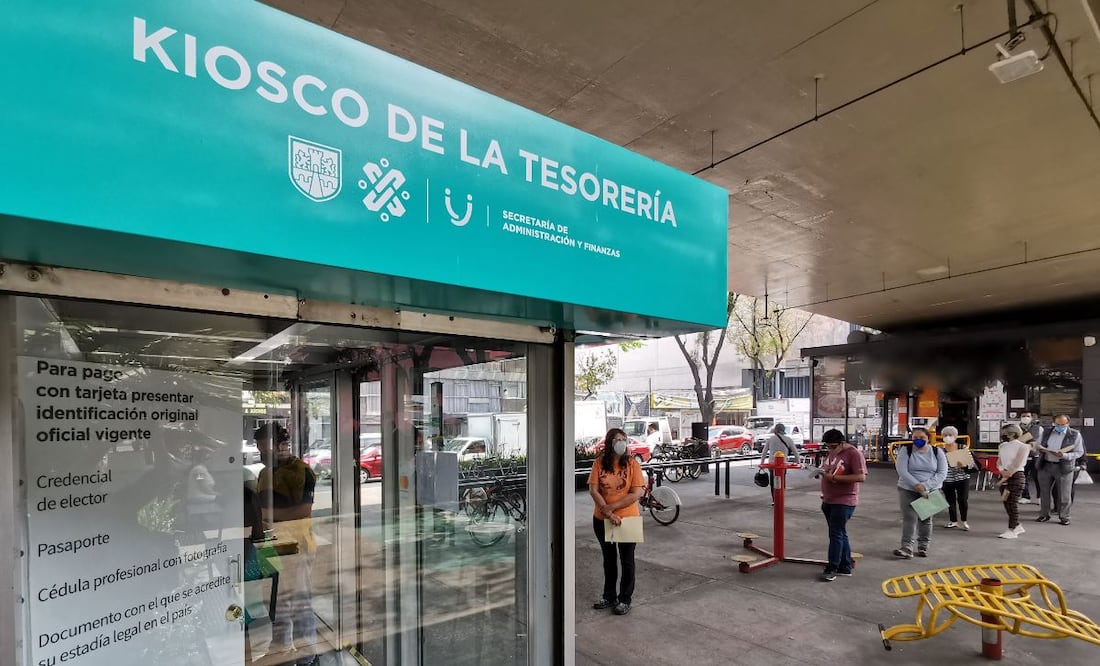 KIOSCO DE LA TESORERÍA
SECRETARÍA DE
ADMINISTRACIÓN Y FINANZAS
Para pago
con tarjeta presentar
identificación original
oficial vigente
Credencial
de elector
Pasaporte
Cédula profesional con fotografía
Documento con el que se acredite
su estadía legal en el país